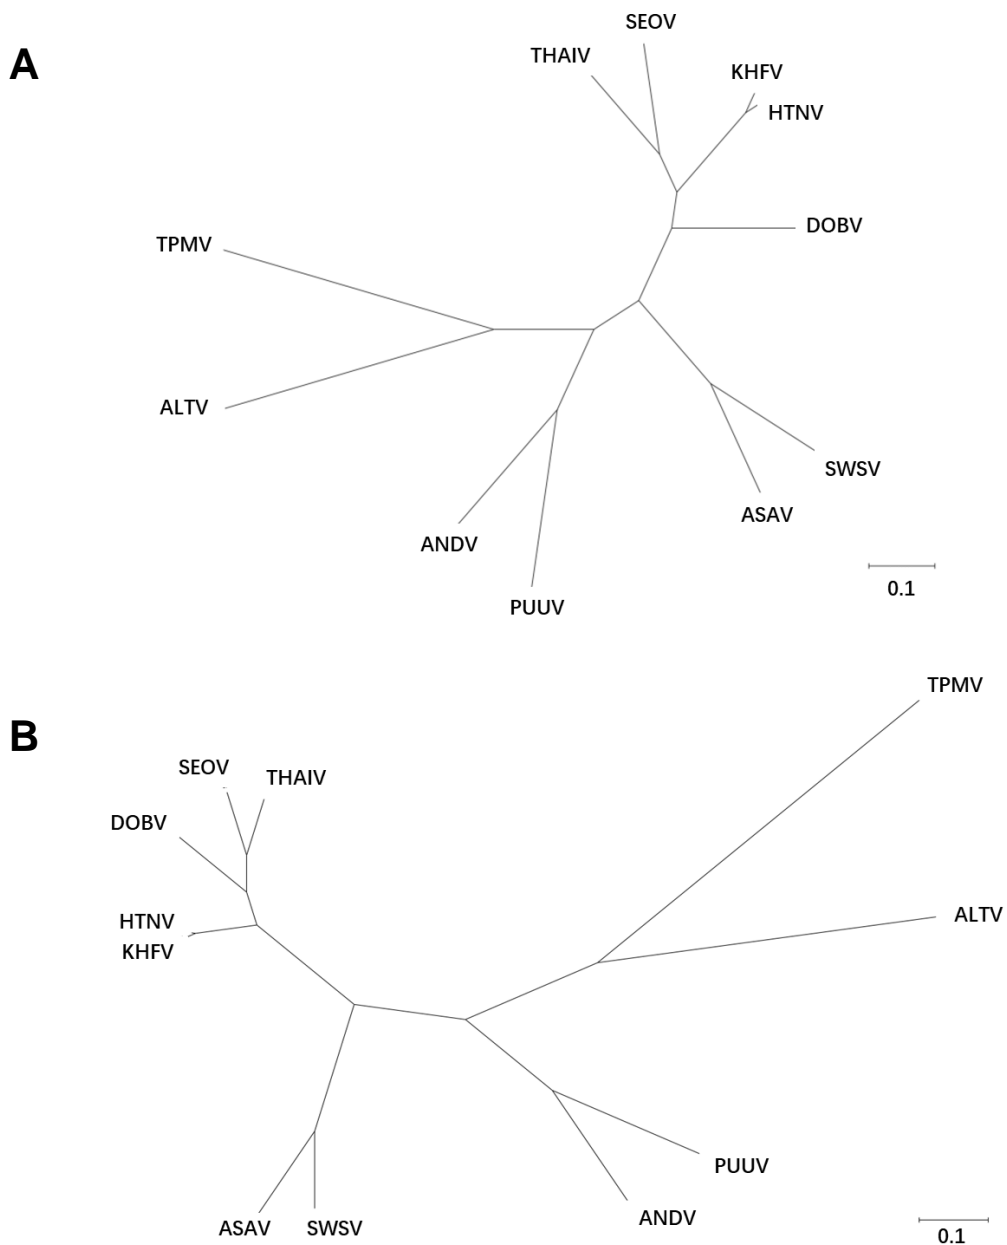 A
SEOV
THAIV
KHFV
HTNV
DOBV
TPMV
ALTV
SWSV
ASAV
ANDV
0.1
PUUV
TPMV
B
SEOV
THAIV
DOBV
ALTV
HTNV
KHFV
PUUV
ANDV
ASAV SWSV
0.1